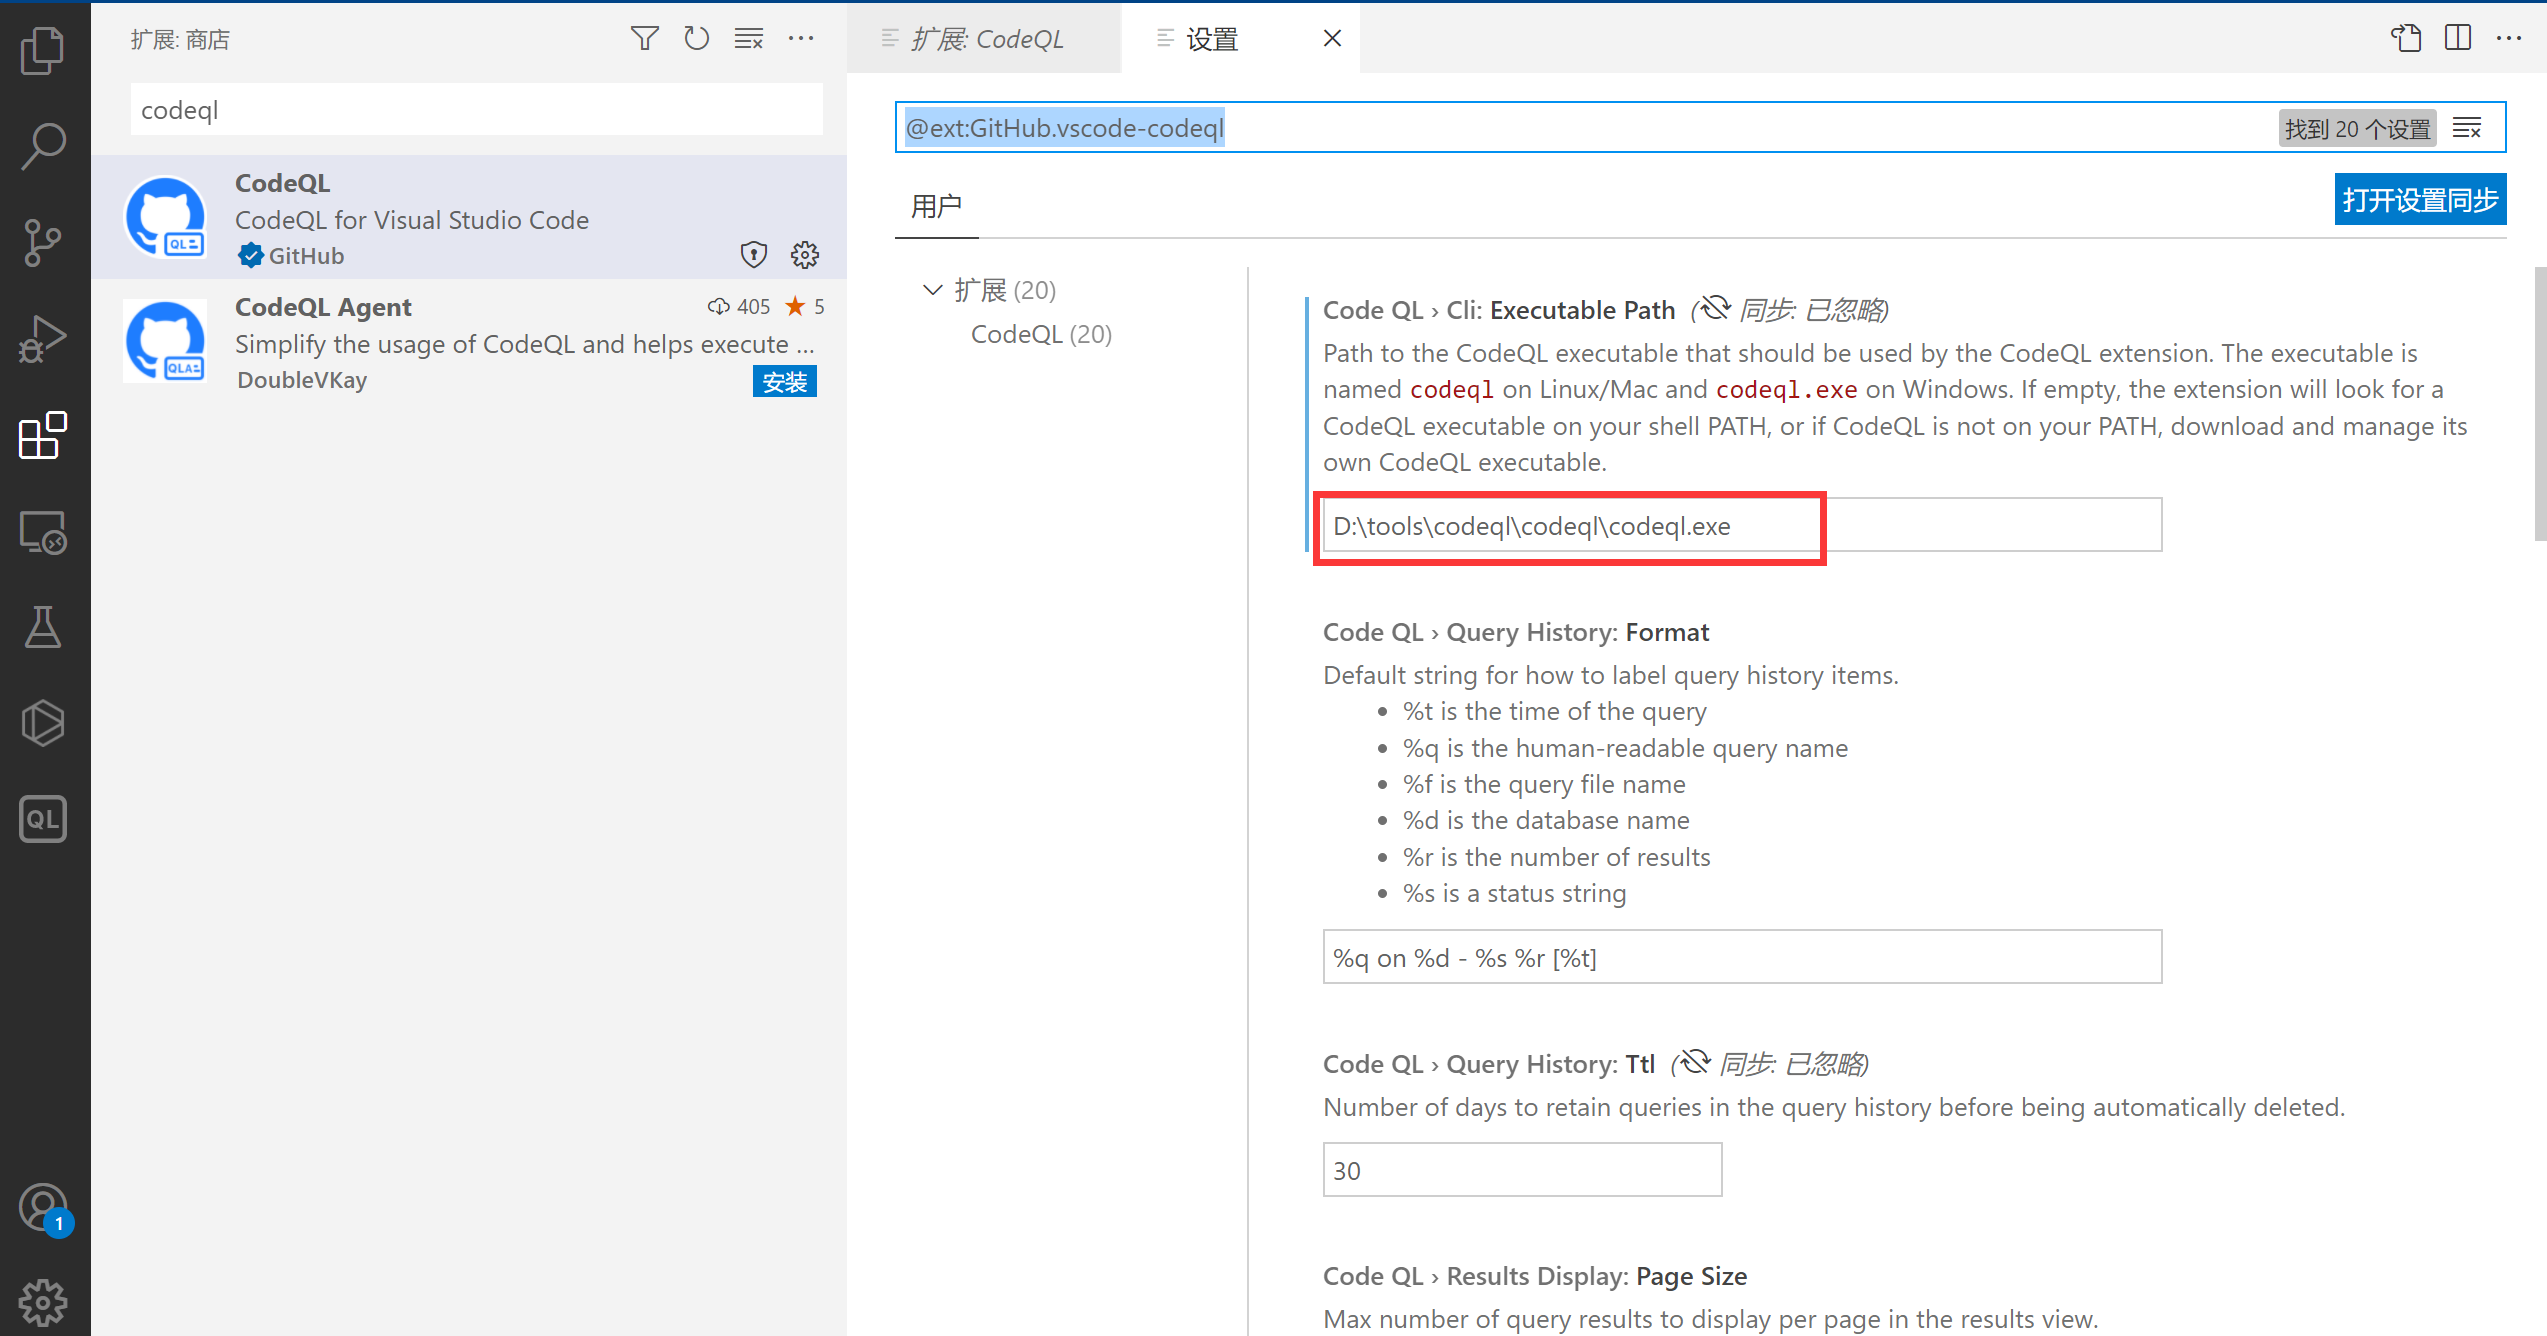 扩展: 商店
codeql
CodeQL
CodeQL for Visual Studio Code
GitHub
CodeQL Agent
405 5
Simplify the usage of CodeQL and helps execute ...
DoubleVKay
安装
QL
1
扩展: CodeQL
设置
@ext:GitHub.vscode-codeql
找到 20 个设置
用户
打开设置同步
扩展 (20)
CodeQL (20)
Code QL › Cli: Executable Path (同步: 已忽略)
Path to the CodeQL executable that should be used by the CodeQL extension. The executable is
named codeql on Linux/Mac and codeql.exe on Windows. If empty, the extension will look for a
CodeQL executable on your shell PATH, or if CodeQL is not on your PATH, download and manage its
own CodeQL executable.
D:\tools\codeql\codeql\codeql.exe
Code QL › Query History: Format
Default string for how to label query history items.
• %t is the time of the query
• %q is the human-readable query name
• %f is the query file name
• %d is the database name
• %r is the number of results
• %s is a status string
%q on %d - %s %r [%t]
Code QL › Query History: Ttl (同步: 已忽略)
Number of days to retain queries in the query history before being automatically deleted.
30
Code QL › Results Display: Page Size
Max number of query results to display per page in the results view.